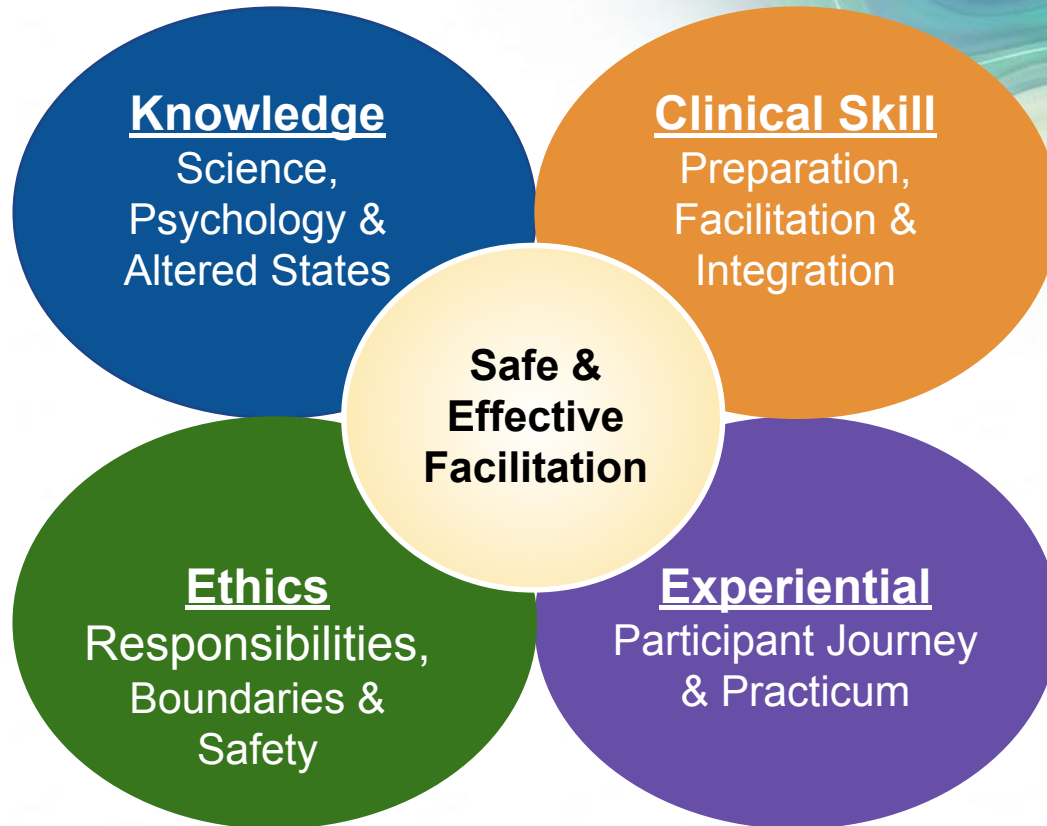 Knowledge
Science,
Psychology &
Altered States
Clinical Skill
Preparation,
Facilitation &
Integration
Safe &
Effective
Facilitation
Ethics
Responsibilities,
Boundaries &
Safety
Experiential
Participant Journey
& Practicum